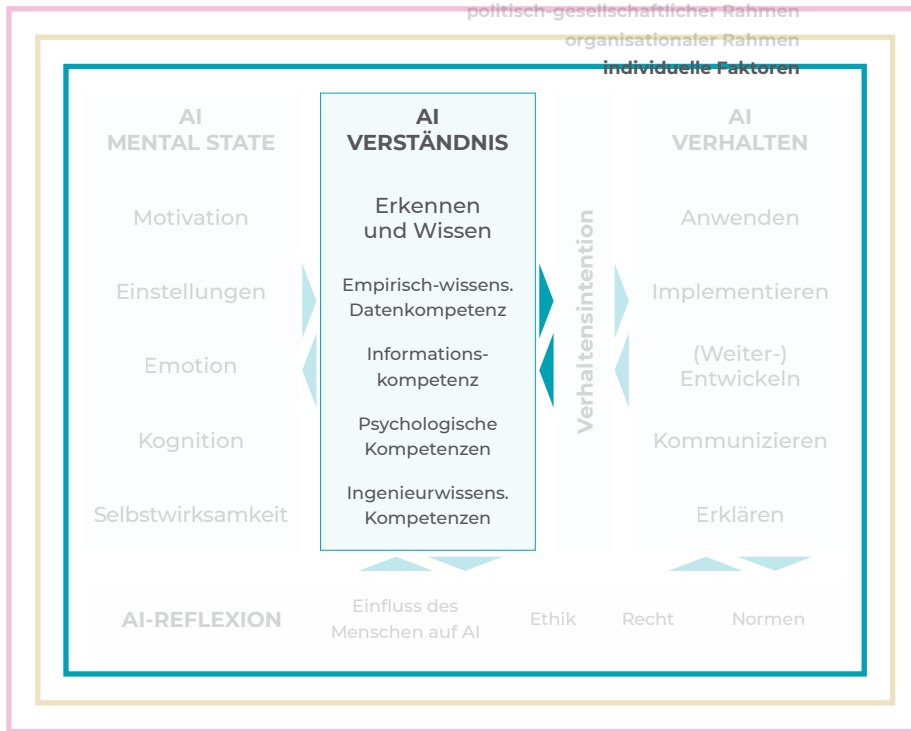 politisch-gesellschaftlicher Rahmen
organisationaler Rahmen
individuelle Faktoren
AI
MENTAL STATE
Motivation
Einstellungen
Emotion
Kognition
Selbstwirksamkeit
AI
VERSTÄNDNIS
Erkennen
und Wissen
Empirisch-wissens.
Datenkompetenz
Informations-
kompetenz
Psychologische
Kompetenzen
Ingenieurwissens.
Kompetenzen
Verhaltensintention
AI
VERHALTEN
Anwenden
Implementieren
(Weiter-)
Entwickeln
Kommunizieren
Erklären
AI-REFLEXION
Einfluss des
Menschen auf AI
Ethik
Recht
Normen